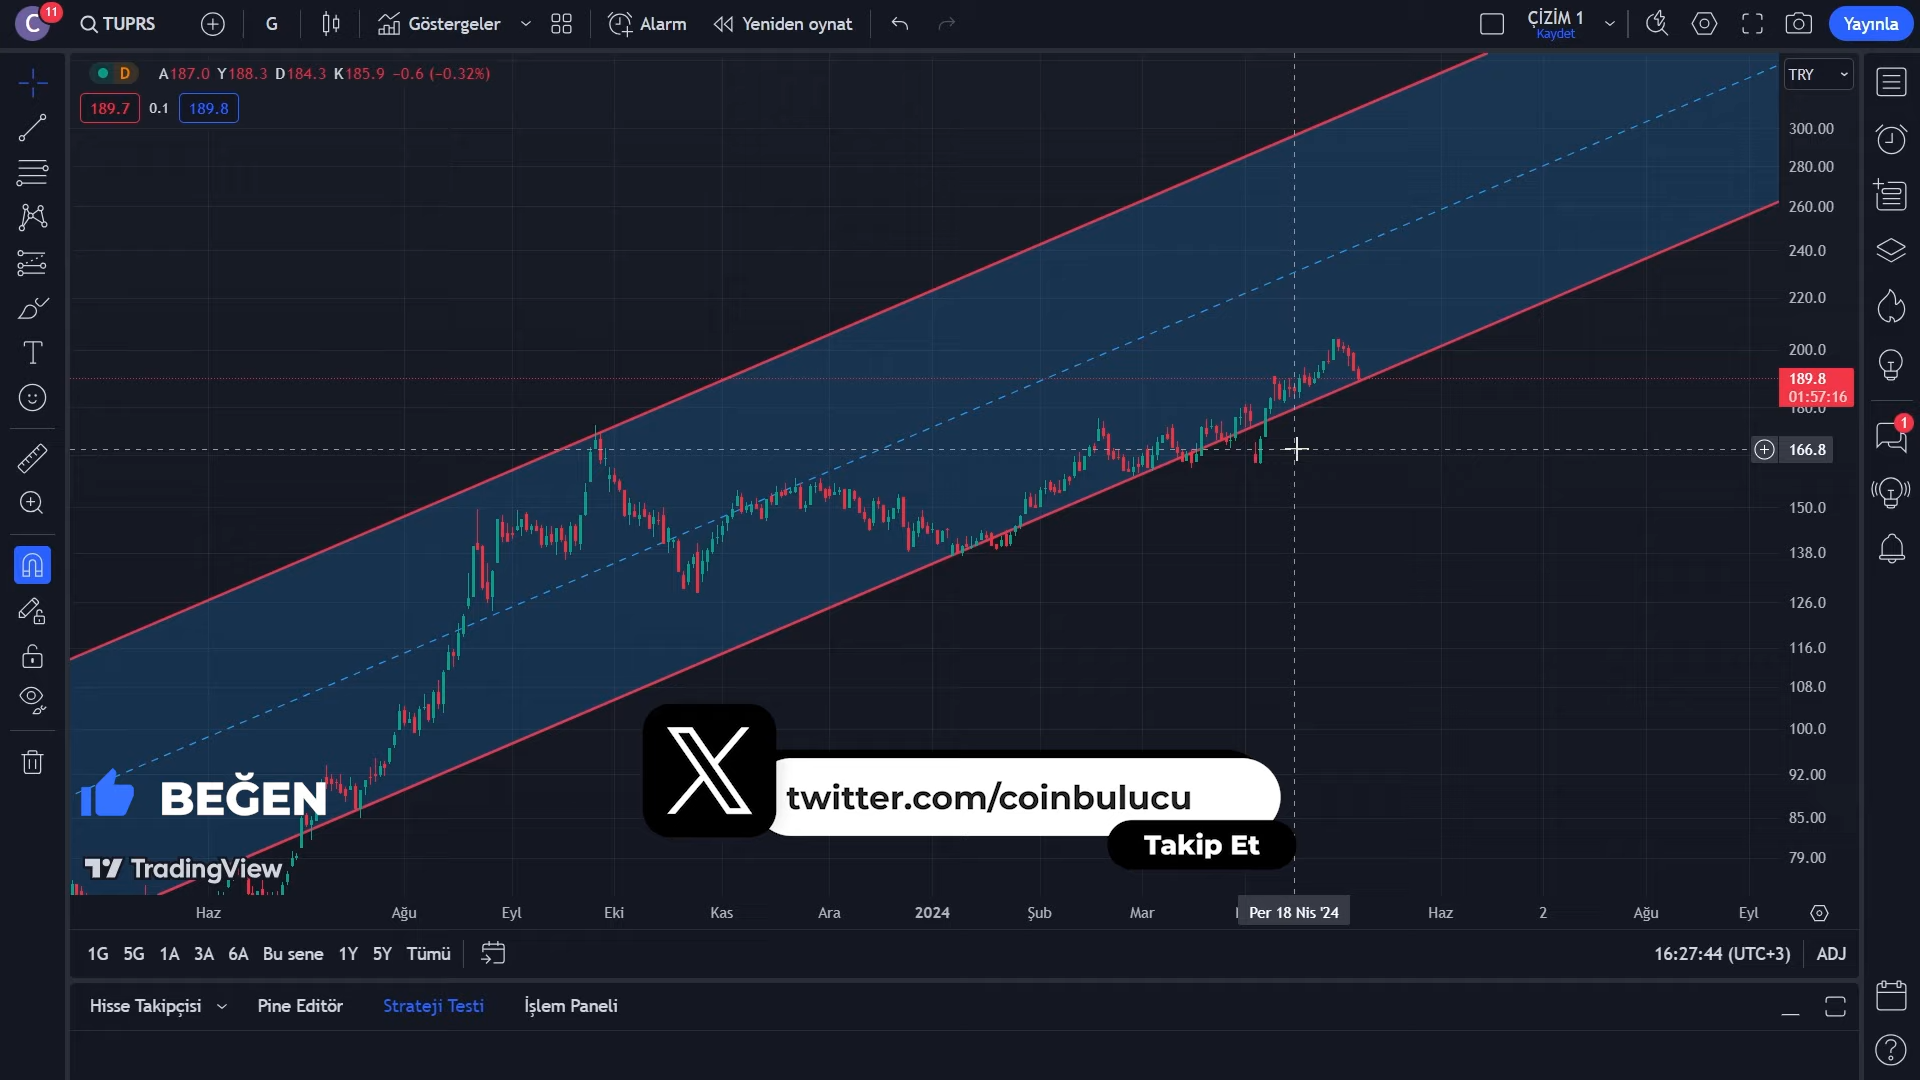 C 11 TUPRS G Göstergeler Alarm Yeniden oynat ÇİZİM 1 Kaydet Yayınla
D A187.0 Y188.3 D184.3 K185.9 -0.6 (-0.32%)
TRY
189.7 0.1 189.8
300.00
280.00
260.00
240.0
220.0
200.0
189.8
01:57:16
180.0
1
166.8
150.0
138.0
126.0
116.0
108.0
100.0
92.00
85.00
79.00
BEĞEN
twitter.com/coinbulucu
Takip Et
TradingView
Haz Ağu Eyl Eki Kas Ara 2024 Şub Mar Per 18 Nis '24 Haz 2 Ağu Eyl
1G 5G 1A 3A 6A Bu sene 1Y 5Y Tümü 16:27:44 (UTC+3) ADJ
Hisse Takipçisi Pine Editör Strateji Testi İşlem Paneli